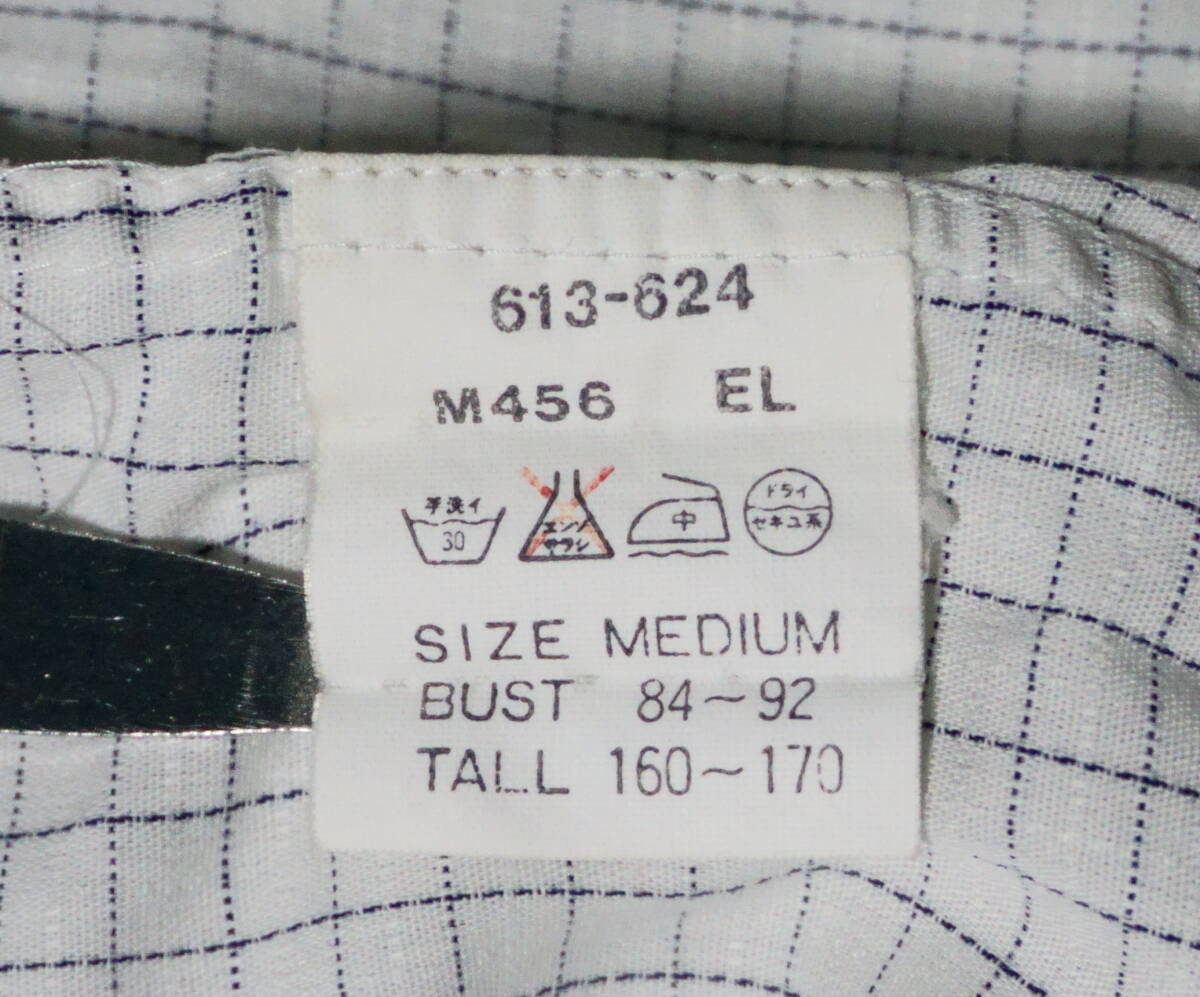 613-624
M456 EL
手洗イ 30
エンソ サラシ
中
ドライ セキユ系
SIZE MEDIUM
BUST 84~92
TALL 160~170